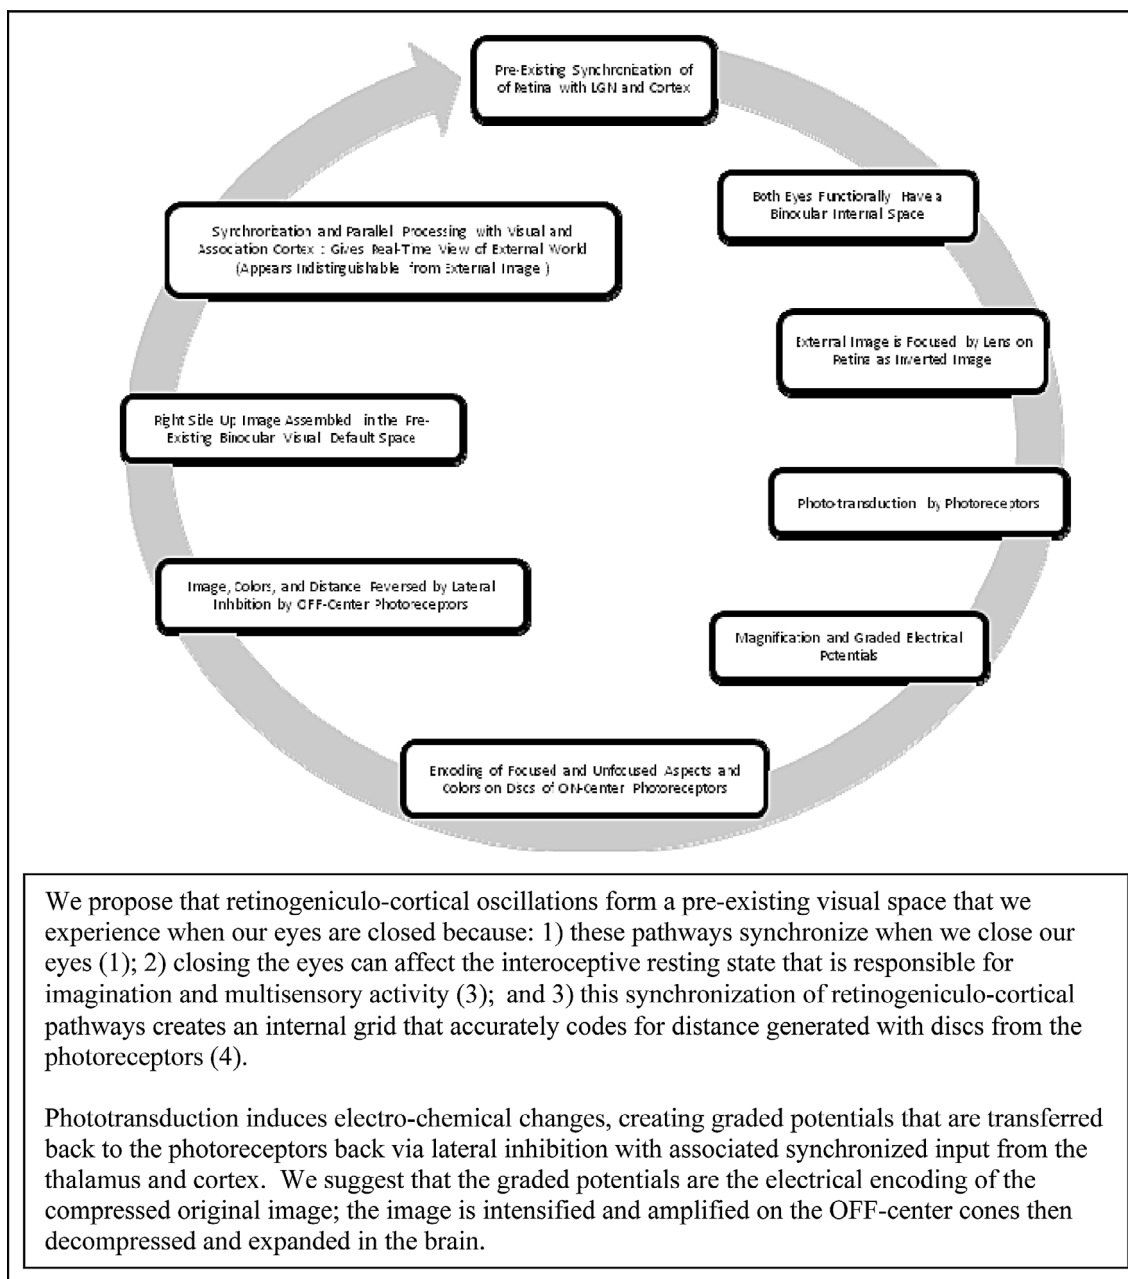 Pre-Existing Synchronization of
of Retina with LGN and Cortex
Both Eyes Functionally Have a
Binocular Internal Space
External Image is Focused by Lens on
Retina as Inverted Image
Photo-transduction by Photoreceptors
Magnification and Graded Electrical
Potentials
Encoding of Focused and Unfocused Aspects and
Colors on Discs of ON-Center Photoreceptors
Image, Colors, and Distance Reversed by Lateral
Inhibition by OFF-Center Photoreceptors
Right Side Up Image Assembled in the Pre-
Existing Binocular Visual Default Space
Synchronization and Parallel Processing with Visual and
Association Cortex : Gives Real-Time View of External World
(Appears Indistinguishable from External Image )
We propose that retinogeniculo-cortical oscillations form a pre-existing visual space that we
experience when our eyes are closed because: 1) these pathways synchronize when we close our
eyes (1); 2) closing the eyes can affect the interoceptive resting state that is responsible for
imagination and multisensory activity (3); and 3) this synchronization of retinogeniculo-cortical
pathways creates an internal grid that accurately codes for distance generated with discs from the
photoreceptors (4).
Phototransduction induces electro-chemical changes, creating graded potentials that are transferred
back to the photoreceptors back via lateral inhibition with associated synchronized input from the
thalamus and cortex. We suggest that the graded potentials are the electrical encoding of the
compressed original image; the image is intensified and amplified on the OFF-center cones then
decompressed and expanded in the brain.